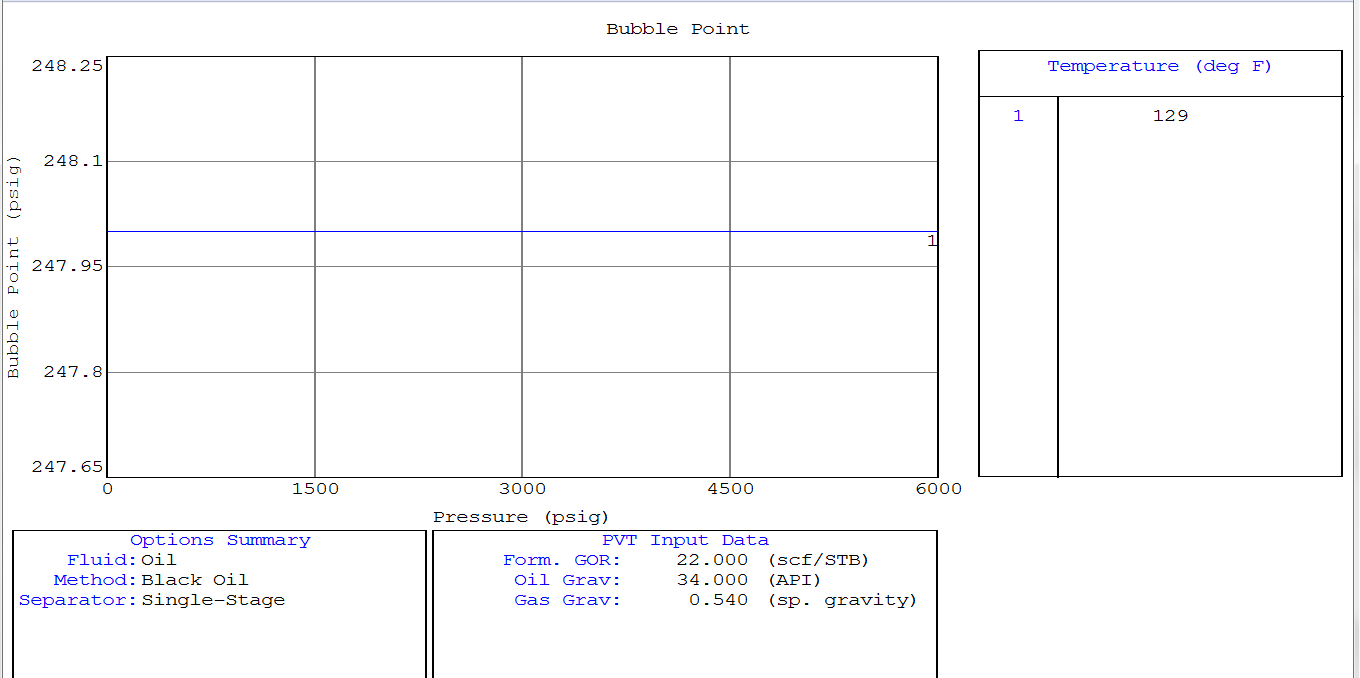 Bubble Point
248.25
248.1
247.95
247.8
247.65
Bubble Point (psig)
1
0 1500 3000 4500 6000
Pressure (psig)
Temperature (deg F)
1 129
Options Summary
Fluid: Oil
Method: Black Oil
Separator: Single-Stage
PVT Input Data
Form. GOR: 22.000 (scf/STB)
Oil Grav: 34.000 (API)
Gas Grav: 0.540 (sp. gravity)